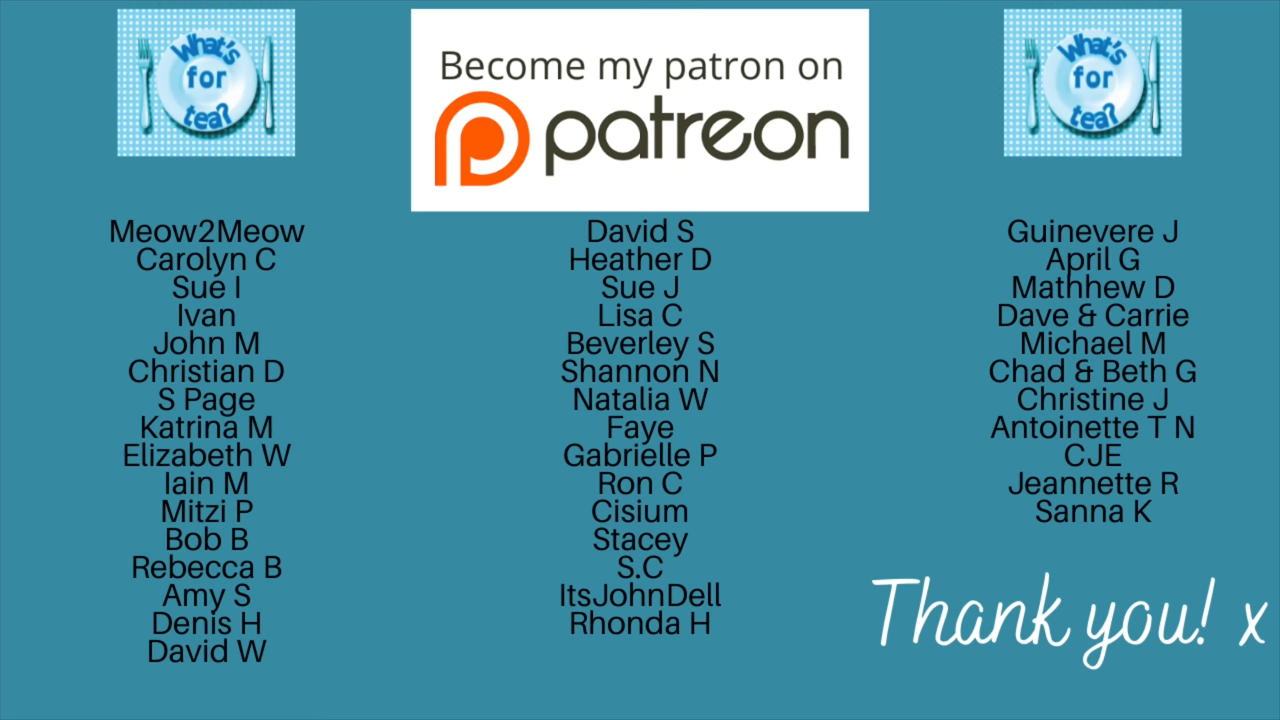 What's
for
tea?
Become my patron on
patreon
What's
for
tea?
Meow2Meow
Carolyn C
Sue I
Ivan
John M
Christian D
S Page
Katrina M
Elizabeth W
Iain M
Mitzi P
Bob B
Rebecca B
Amy S
Denis H
David W
David S
Heather D
Sue J
Lisa C
Beverley S
Shannon N
Natalia W
Faye
Gabrielle P
Ron C
Cisium
Stacey
S.C
ItsJohnDell
Rhonda H
Guinevere J
April G
Mathhew D
Dave & Carrie
Michael M
Chad & Beth G
Christine J
Antoinette T N
CJE
Jeannette R
Sanna K
Thank you! x